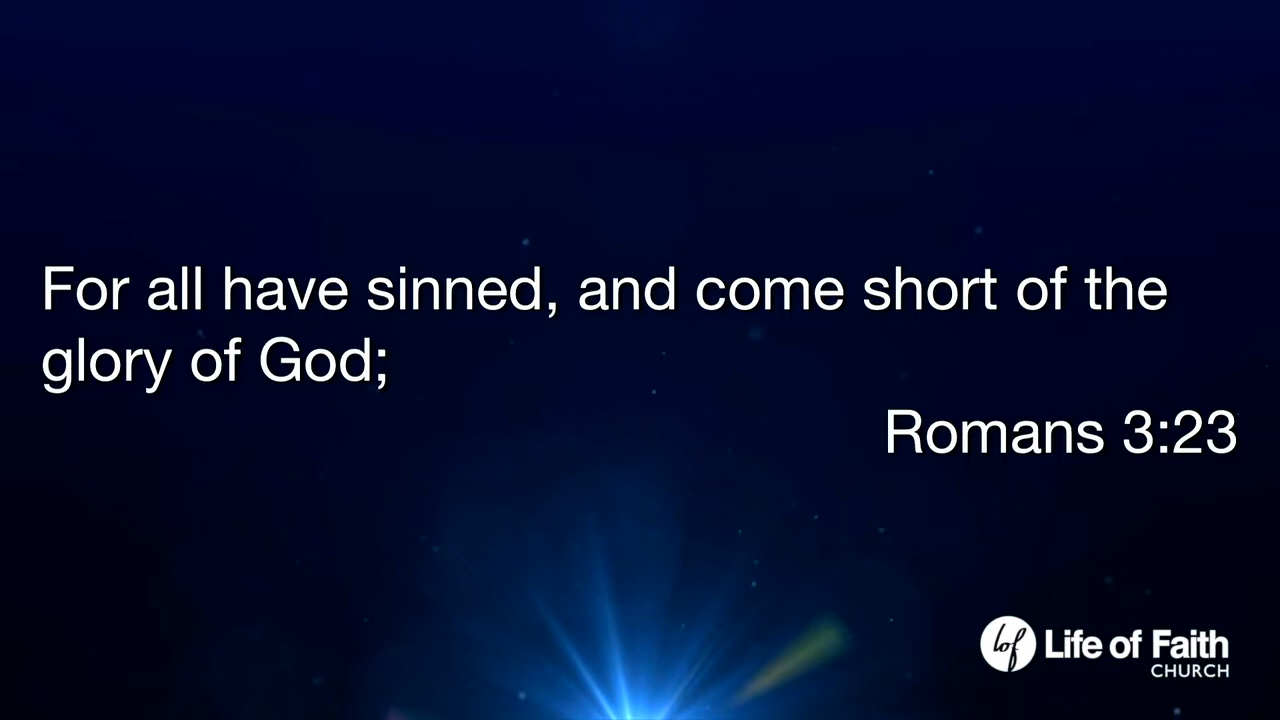 For all have sinned, and come short of the
glory of God;
Romans 3:23
lof Life of Faith
CHURCH